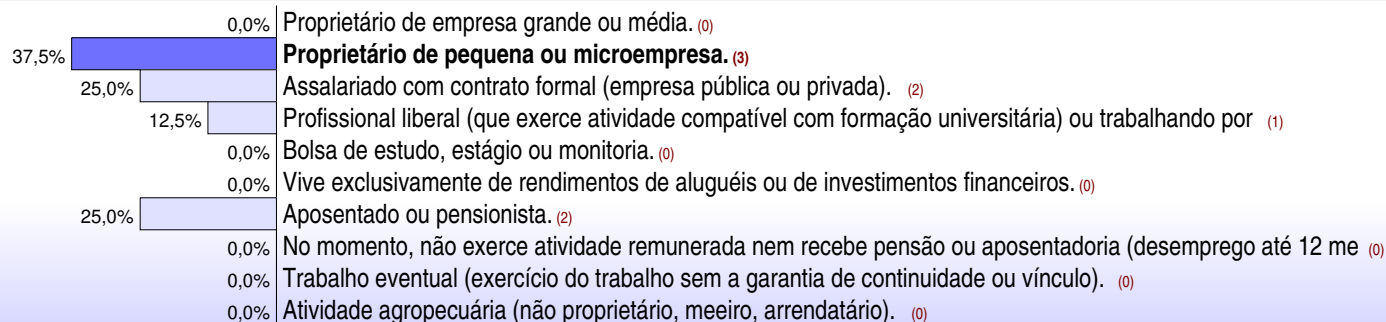 0,0% Proprietário de empresa grande ou média. (0)
37,5% Proprietário de pequena ou microempresa. (3)
25,0% Assalariado com contrato formal (empresa pública ou privada). (2)
12,5% Profissional liberal (que exerce atividade compatível com formação universitária) ou trabalhando por (1)
0,0% Bolsa de estudo, estágio ou monitoria. (0)
0,0% Vive exclusivamente de rendimentos de aluguéis ou de investimentos financeiros. (0)
25,0% Aposentado ou pensionista. (2)
0,0% No momento, não exerce atividade remunerada nem recebe pensão ou aposentadoria (desemprego até 12 me (0)
0,0% Trabalho eventual (exercício do trabalho sem a garantia de continuidade ou vínculo). (0)
0,0% Atividade agropecuária (não proprietário, meeiro, arrendatário). (0)